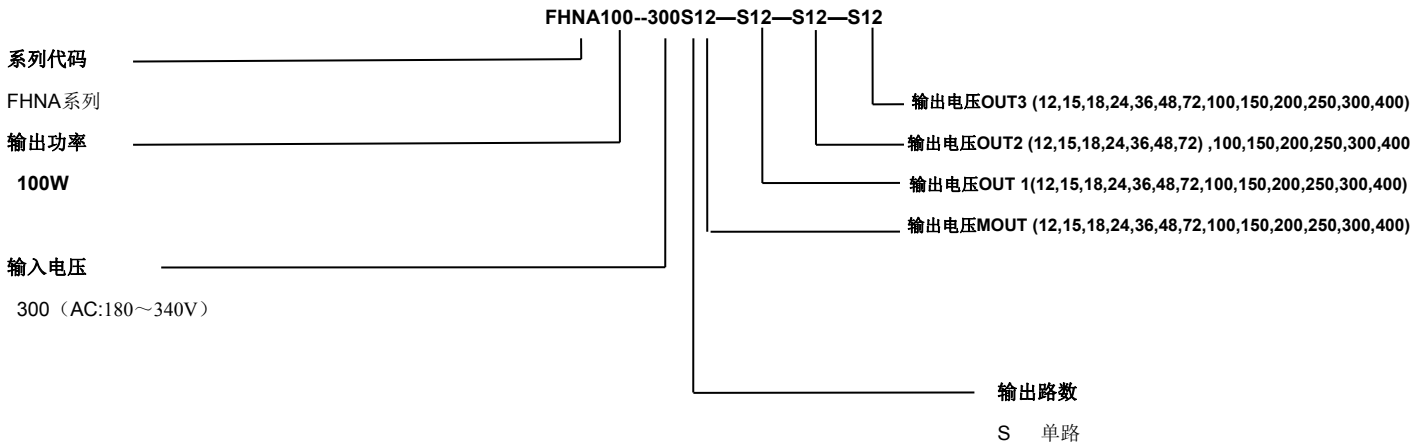 FHNA100--300S12—S12—S12—S12
系列代码
FHNA系列
输出功率
100W
输入电压
300（AC:180～340V）
输出电压OUT3 (12,15,18,24,36,48,72,100,150,200,250,300,400)
输出电压OUT2 (12,15,18,24,36,48,72) ,100,150,200,250,300,400
输出电压OUT 1(12,15,18,24,36,48,72,100,150,200,250,300,400)
输出电压MOUT (12,15,18,24,36,48,72,100,150,200,250,300,400)
输出路数
S 单路